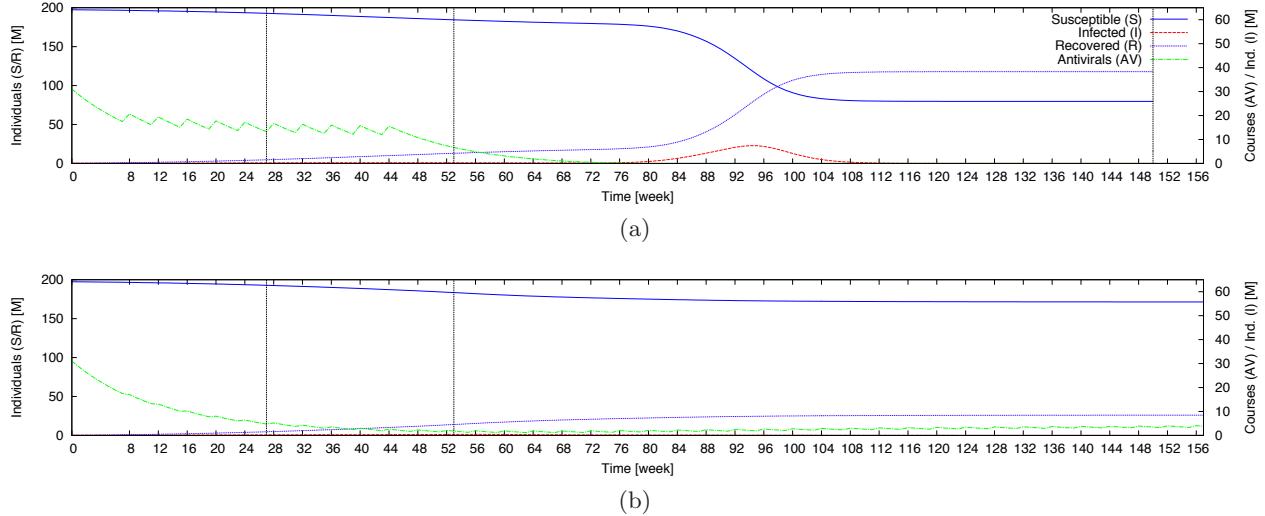 Individuals (S/R) [M]
200
150
100
50
0
Susceptible (S)
Infected (I)
Recovered (R)
Antivirals (AV)
60
50
40
30
20
10
0
Courses (AV) / Ind. (I) [M]
0 8 12 16 20 24 28 32 36 40 44 48 52 56 60 64 68 72 76 80 84 88 92 96 100 104 108 112 116 120 124 128 132 136 140 144 148 152 156
Time [week]
(a)
Individuals (S/R) [M]
200
150
100
50
0
60
50
40
30
20
10
0
Courses (AV) / Ind. (I) [M]
0 8 12 16 20 24 28 32 36 40 44 48 52 56 60 64 68 72 76 80 84 88 92 96 100 104 108 112 116 120 124 128 132 136 140 144 148 152 156
Time [week]
(b)